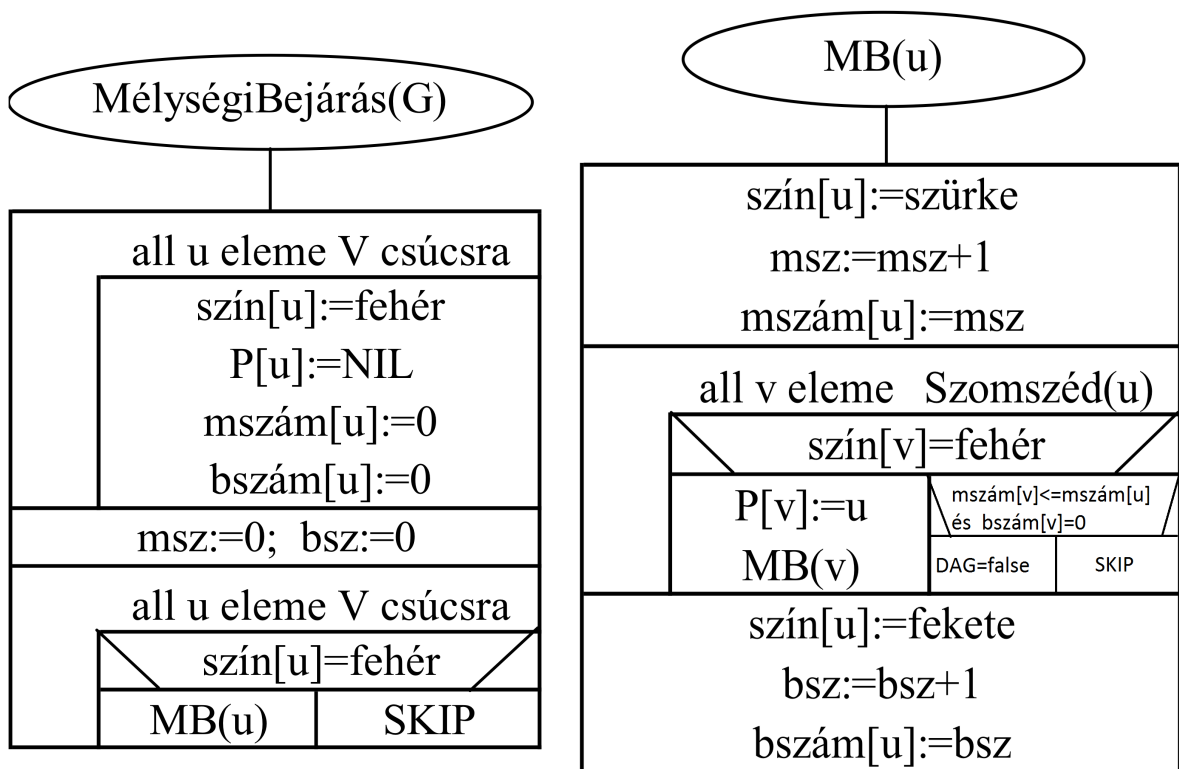 MélységiBejárás(G)
all u eleme V csúcsra
szín[u]:=fehér
P[u]:=NIL
mszám[u]:=0
bszám[u]:=0
msz:=0; bsz:=0
all u eleme V csúcsra
szín[u]=fehér
MB(u)
SKIP
MB(u)
szín[u]:=szürke
msz:=msz+1
mszám[u]:=msz
all v eleme Szomszéd(u)
szín[v]=fehér
P[v]:=u
MB(v)
mszám[v]<=mszám[u]
és bszám[v]=0
DAG=false
SKIP
szín[u]:=fekete
bsz:=bsz+1
bszám[u]:=bsz